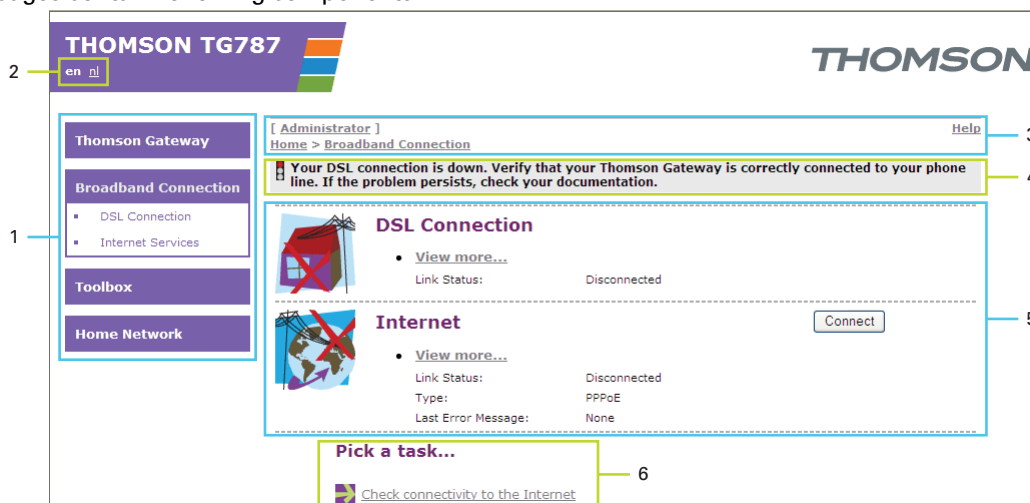 THOMSON TG787
en nl
2
THOMSON
Thomson Gateway
Broadband Connection
DSL Connection
Internet Services
Toolbox
Home Network
1
[ Administrator ]
Help
Home > Broadband Connection
Your DSL connection is down. Verify that your Thomson Gateway is correctly connected to your phone
line. If the problem persists, check your documentation.
DSL Connection
View more...
Link Status: Disconnected
Internet
Connect
View more...
Link Status: Disconnected
Type: PPPoE
Last Error Message: None
Pick a task...
6
Check connectivity to the Internet